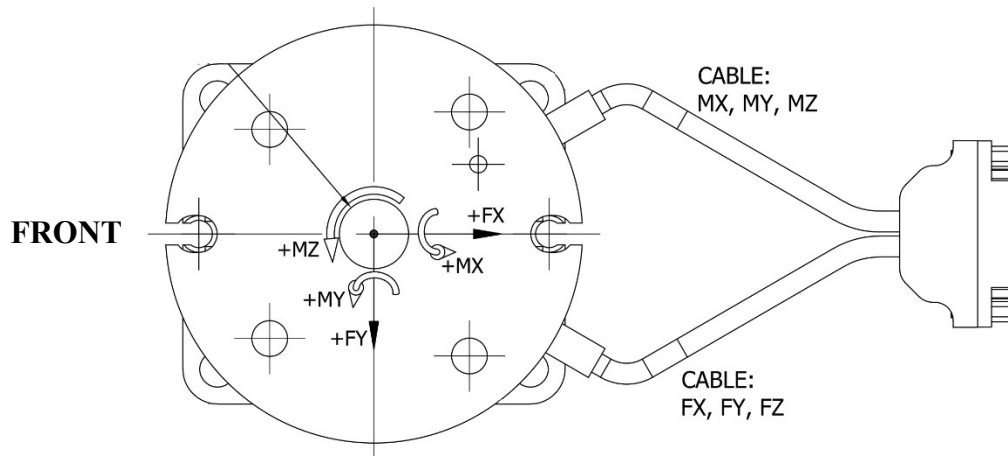 CABLE:
MX, MY, MZ
FRONT
+FX
+MZ
+MX
+MY
+FY
CABLE:
FX, FY, FZ